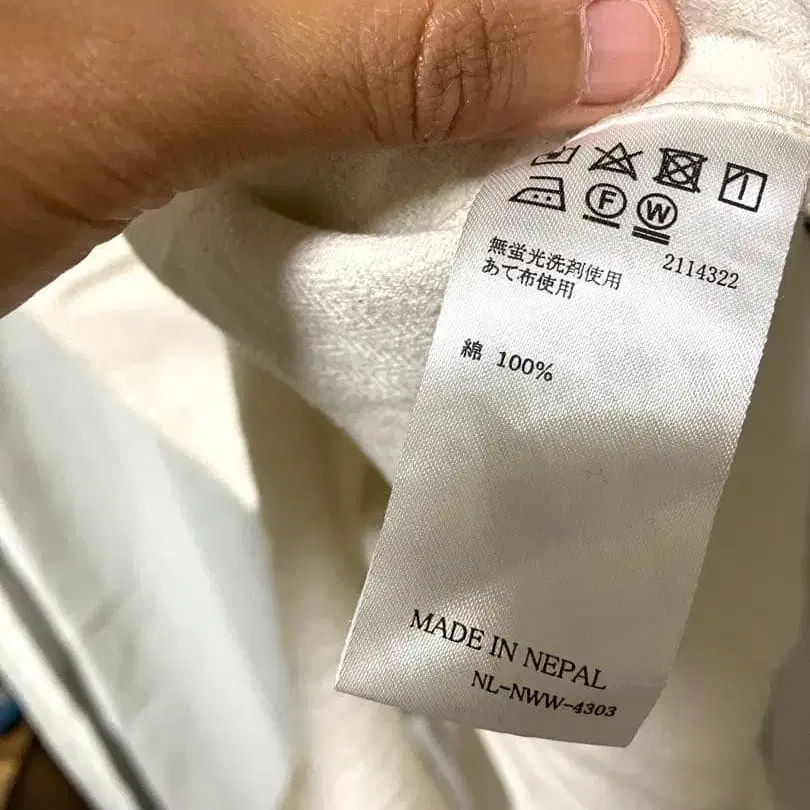 F W
無蛍光洗剤使用 2114322
あて布使用
綿 100%
MADE IN NEPAL
NL-NWW-4303